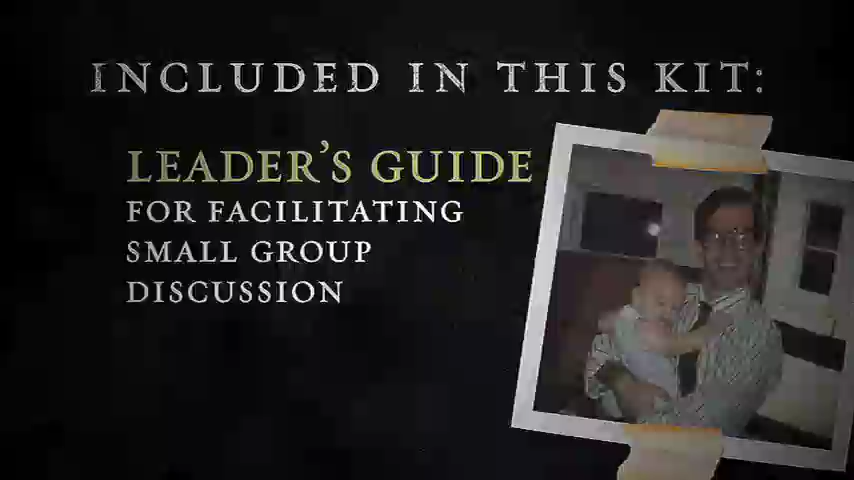 INCLUDED IN THIS KIT:
LEADER'S GUIDE
FOR FACILITATING
SMALL GROUP
DISCUSSION